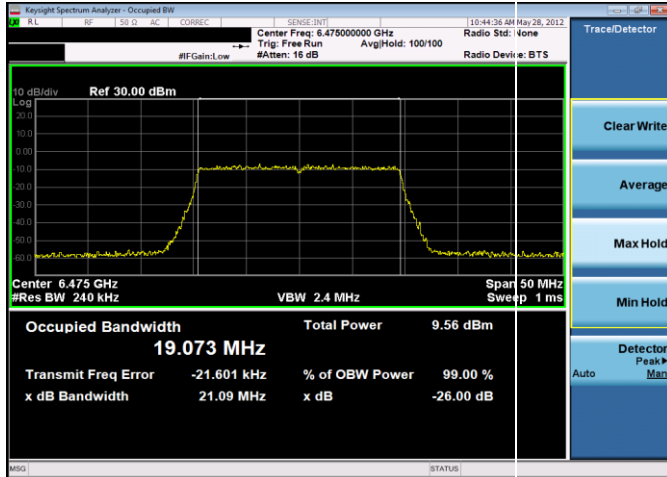 Keysight Spectrum Analyzer - Occupied BW
RL RF 50 Ω AC CORREC SENSE:INT 10:44:36 AM May 28, 2012
Center Freq: 6.475000000 GHz Radio Std: None
Trig: Free Run Avg|Hold: 100/100
#IFGain:Low #Atten: 16 dB Radio Device: BTS
Trace/Detector
10 dB/div Ref 30.00 dBm
Log
20.0
10.0
0.00
-10.0
-20.0
-30.0
-40.0
-50.0
-60.0
Center 6.475 GHz Span 50 MHz
#Res BW 240 kHz VBW 2.4 MHz Sweep 1 ms
Occupied Bandwidth Total Power 9.56 dBm
19.073 MHz
Transmit Freq Error -21.601 kHz % of OBW Power 99.00 %
x dB Bandwidth 21.09 MHz x dB -26.00 dB
Clear Write
Average
Max Hold
Min Hold
Detector
Peak▶
Auto Man
MSG STATUS